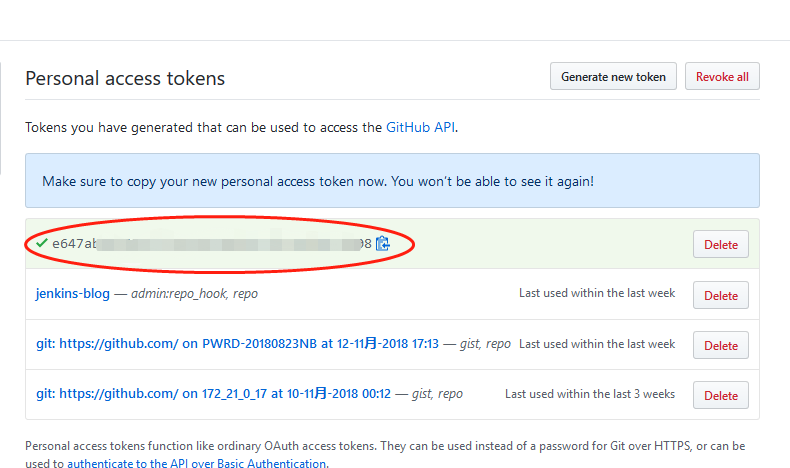 Personal access tokens
Generate new token
Revoke all
Tokens you have generated that can be used to access the GitHub API.
Make sure to copy your new personal access token now. You won't be able to see it again!
Delete
jenkins-blog — admin:repo_hook, repo
Last used within the last week
Delete
git: https://github.com/ on PWRD-20180823NB at 12-11月-2018 17:13 — gist, repo
Last used within the last week
Delete
git: https://github.com/ on 172_21_0_17 at 10-11月-2018 00:12 — gist, repo
Last used within the last 3 weeks
Delete
Personal access tokens function like ordinary OAuth access tokens. They can be used instead of a password for Git over HTTPS, or can be
used to authenticate to the API over Basic Authentication.